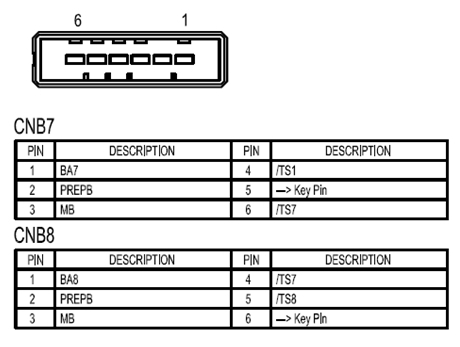 6 1
CNB7
PIN DESCRIPTION PIN DESCRIPTION
1 BA7 4 /TS1
2 PREPB 5 —> Key Pin
3 MB 6 /TS7
CNB8
PIN DESCRIPTION PIN DESCRIPTION
1 BA8 4 /TS7
2 PREPB 5 /TS8
3 MB 6 —> Key Pin